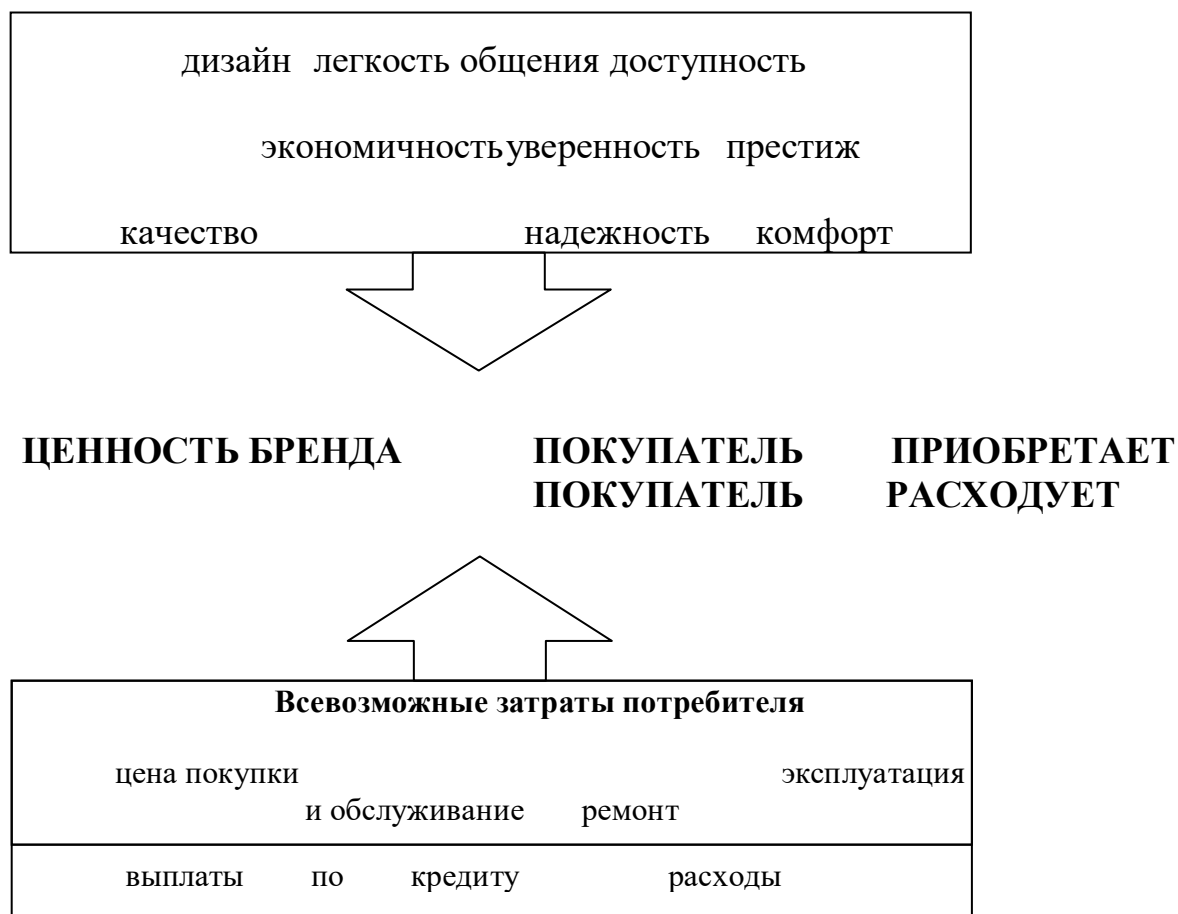 дизайн легкость общения доступность
экономичность уверенность престиж
качество надежность комфорт
ЦЕННОСТЬ БРЕНДА ПОКУПАТЕЛЬ ПРИОБРЕТАЕТ
ПОКУПАТЕЛЬ РАСХОДУЕТ
Всевозможные затраты потребителя
цена покупки эксплуатация
и обслуживание ремонт
выплаты по кредиту расходы